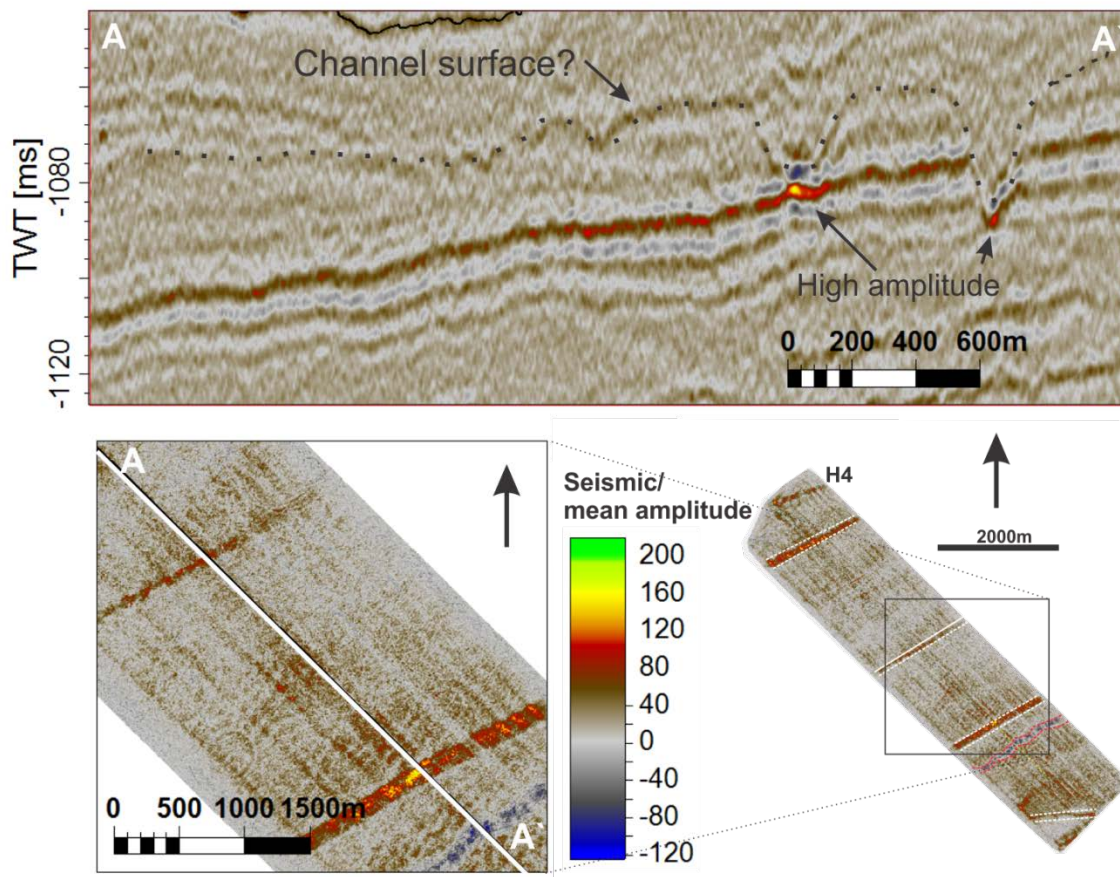 A
A
Channel surface?
TWT [ms]
-1080
-1120
High amplitude
0 200 400 600m
A
A`
0 500 1000 1500m
Seismic/
mean amplitude
200
160
120
80
40
0
-40
-80
-120
H4
2000m